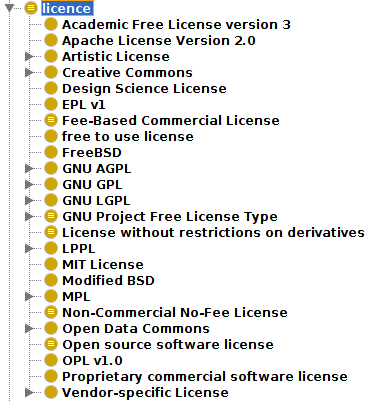 licence
Academic Free License version 3
Apache License Version 2.0
Artistic License
Creative Commons
Design Science License
EPL v1
Fee-Based Commercial License
free to use license
FreeBSD
GNU AGPL
GNU GPL
GNU LGPL
GNU Project Free License Type
License without restrictions on derivatives
LPPL
MIT License
Modified BSD
MPL
Non-Commercial No-Fee License
Open Data Commons
Open source software license
OPL v1.0
Proprietary commercial software license
Vendor-specific License